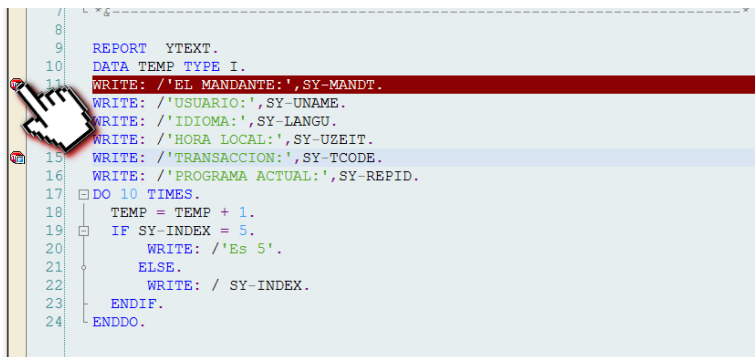 7 *&---------------------------------------------------------------------*
8
9 REPORT YTEXT.
10 DATA TEMP TYPE I.
11 WRITE: /'EL MANDANTE:',SY-MANDT.
WRITE: /'USUARIO:',SY-UNAME.
WRITE: /'IDIOMA:',SY-LANGU.
WRITE: /'HORA LOCAL:',SY-UZEIT.
15 WRITE: /'TRANSACCION:',SY-TCODE.
16 WRITE: /'PROGRAMA ACTUAL:',SY-REPID.
17 DO 10 TIMES.
18 TEMP = TEMP + 1.
19 IF SY-INDEX = 5.
20 WRITE: /'Es 5'.
21 ELSE.
22 WRITE: / SY-INDEX.
23 ENDIF.
24 ENDDO.